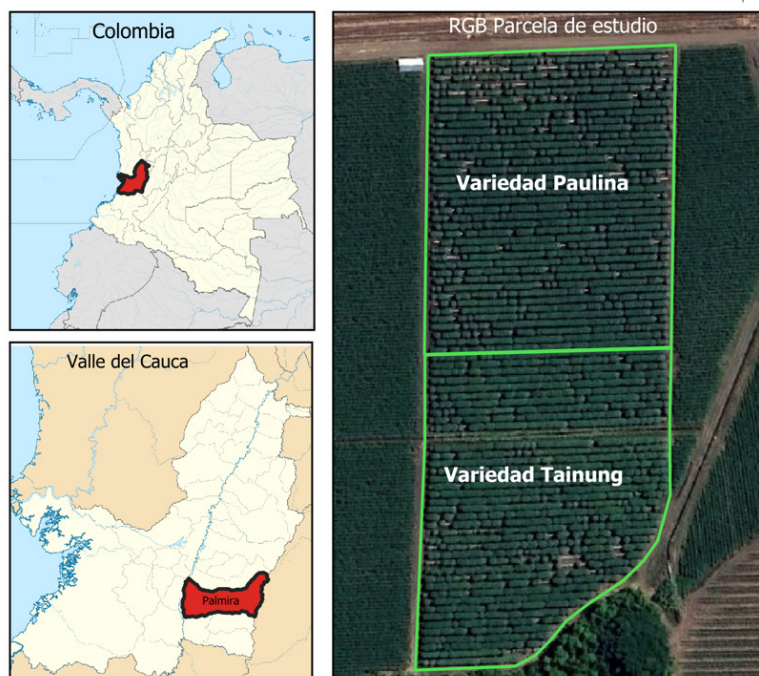 Colombia
Valle del Cauca
Palmira
RGB Parcela de estudio
Variedad Paulina
Variedad Tainung